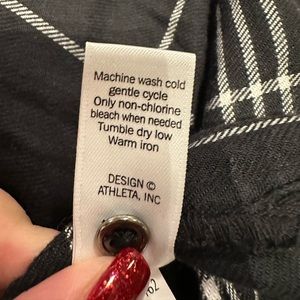 Machine wash cold
gentle cycle
Only non-chlorine
bleach when needed
Tumble dry low
Warm iron
DESIGN ©
ATHLETA, INC